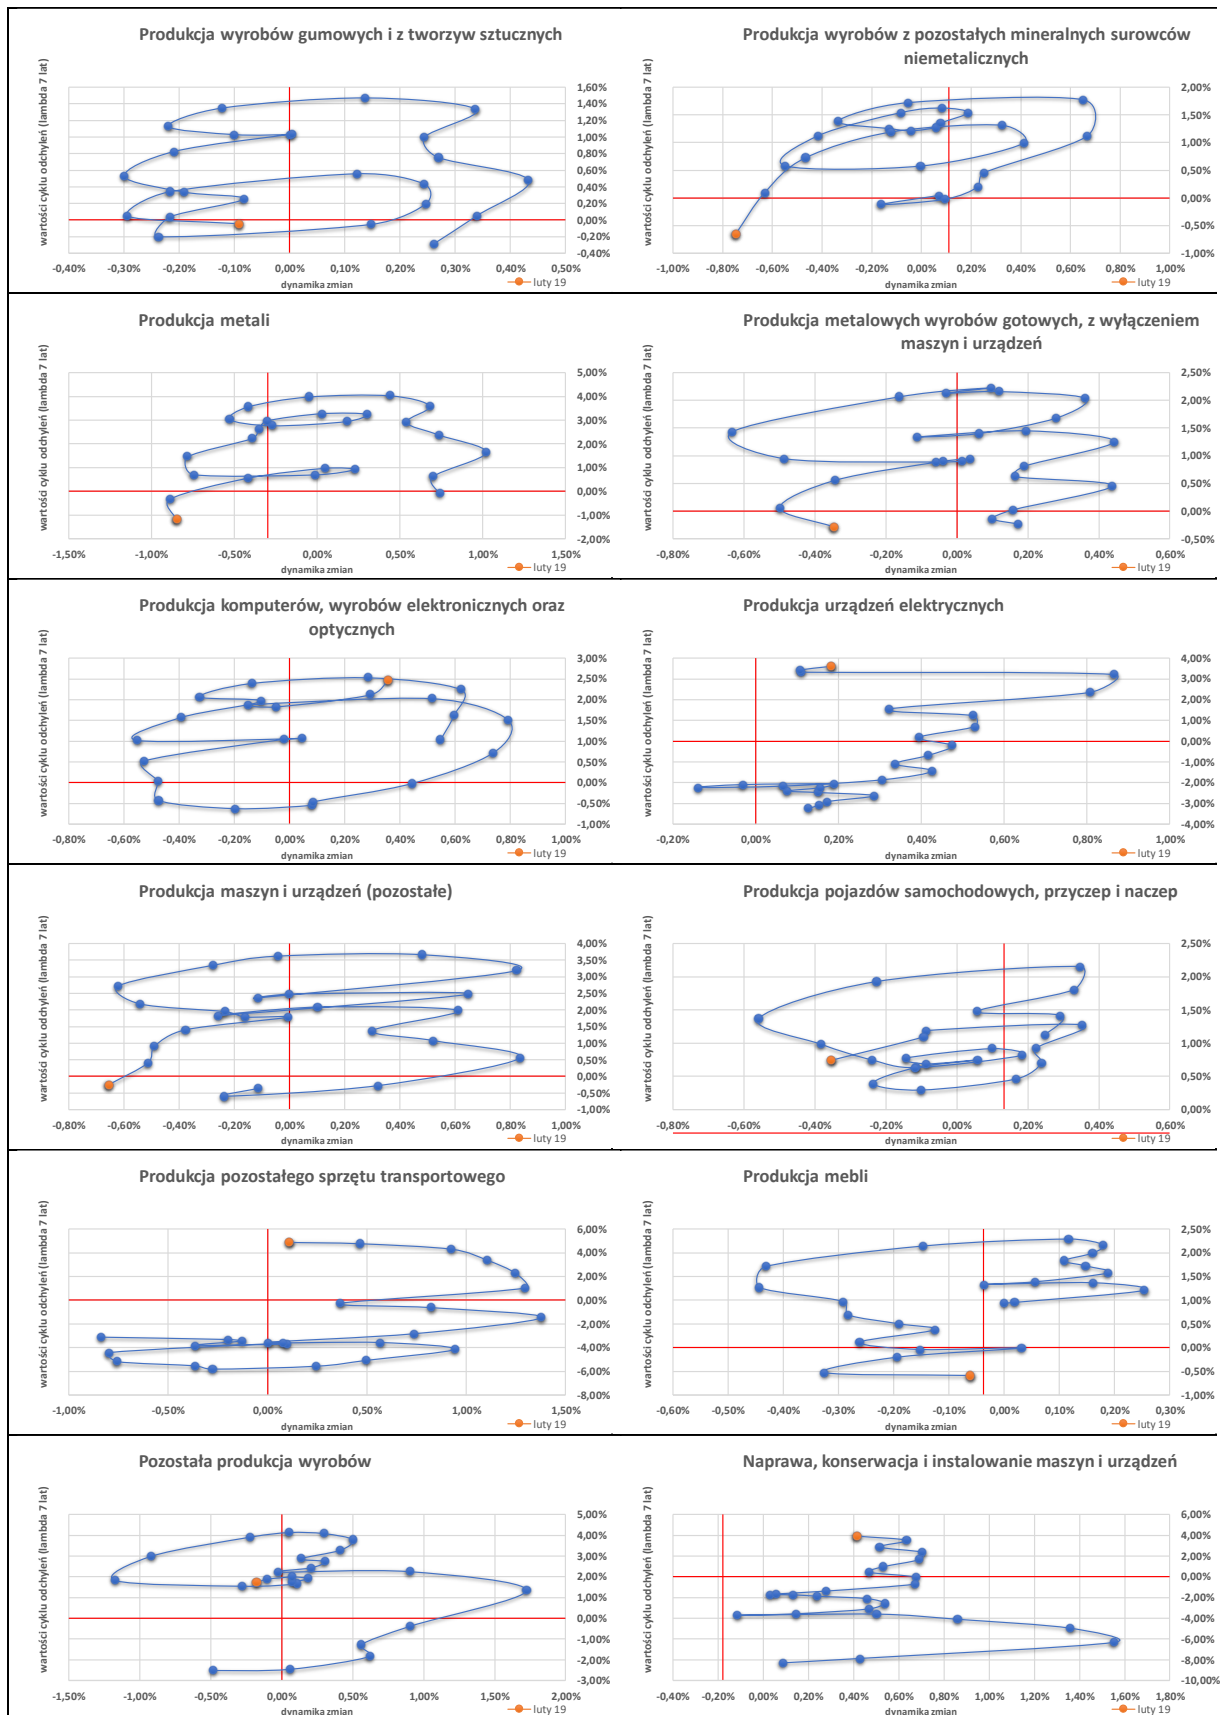 Produkcja wyrobów gumowych i z tworzyw sztucznych
wartości cyklu odchyleń (lambda 7 lat)
1,60%
1,40%
1,20%
1,00%
0,80%
0,60%
0,40%
0,20%
0,00%
-0,20%
-0,40%
-0,40% -0,30% -0,20% -0,10% 0,00% 0,10% 0,20% 0,30% 0,40% 0,50%
dynamika zmian
luty 19
Produkcja wyrobów z pozostałych mineralnych surowców
niemetalicznych
wartości cyklu odchyleń (lambda 7 lat)
2,00%
1,50%
1,00%
0,50%
0,00%
-0,50%
-1,00%
-1,00% -0,80% -0,60% -0,40% -0,20% 0,00% 0,20% 0,40% 0,60% 0,80% 1,00%
dynamika zmian
luty 19
Produkcja metali
wartości cyklu odchyleń (lambda 7 lat)
5,00%
4,00%
3,00%
2,00%
1,00%
0,00%
-1,00%
-2,00%
-1,50% -1,00% -0,50% 0,00% 0,50% 1,00% 1,50%
dynamika zmian
luty 19
Produkcja metalowych wyrobów gotowych, z wyłączeniem
maszyn i urządzeń
wartości cyklu odchyleń (lambda 7 lat)
2,50%
2,00%
1,50%
1,00%
0,50%
0,00%
-0,50%
-0,80% -0,60% -0,40% -0,20% 0,00% 0,20% 0,40% 0,60%
dynamika zmian
luty 19
Produkcja komputerów, wyrobów elektronicznych oraz
optycznych
wartości cyklu odchyleń (lambda 7 lat)
3,00%
2,50%
2,00%
1,50%
1,00%
0,50%
0,00%
-0,50%
-1,00%
-0,80% -0,60% -0,40% -0,20% 0,00% 0,20% 0,40% 0,60% 0,80% 1,00%
dynamika zmian
luty 19
Produkcja urządzeń elektrycznych
wartości cyklu odchyleń (lambda 7 lat)
4,00%
3,00%
2,00%
1,00%
0,00%
-1,00%
-2,00%
-3,00%
-4,00%
-0,20% 0,00% 0,20% 0,40% 0,60% 0,80% 1,00%
dynamika zmian
luty 19
Produkcja maszyn i urządzeń (pozostałe)
wartości cyklu odchyleń (lambda 7 lat)
4,00%
3,50%
3,00%
2,50%
2,00%
1,50%
1,00%
0,50%
0,00%
-0,50%
-1,00%
-0,80% -0,60% -0,40% -0,20% 0,00% 0,20% 0,40% 0,60% 0,80% 1,00%
dynamika zmian
luty 19
Produkcja pojazdów samochodowych, przyczep i naczep
wartości cyklu odchyleń (lambda 7 lat)
2,50%
2,00%
1,50%
1,00%
0,50%
0,00%
-0,80% -0,60% -0,40% -0,20% 0,00% 0,20% 0,40% 0,60%
dynamika zmian
luty 19
Produkcja pozostałego sprzętu transportowego
wartości cyklu odchyleń (lambda 7 lat)
6,00%
4,00%
2,00%
0,00%
-2,00%
-4,00%
-6,00%
-8,00%
-1,00% -0,50% 0,00% 0,50% 1,00% 1,50%
dynamika zmian
luty 19
Produkcja mebli
wartości cyklu odchyleń (lambda 7 lat)
2,50%
2,00%
1,50%
1,00%
0,50%
0,00%
-0,50%
-1,00%
-0,60% -0,50% -0,40% -0,30% -0,20% -0,10% 0,00% 0,10% 0,20% 0,30%
dynamika zmian
luty 19
Pozostała produkcja wyrobów
wartości cyklu odchyleń (lambda 7 lat)
5,00%
4,00%
3,00%
2,00%
1,00%
0,00%
-1,00%
-2,00%
-3,00%
-1,50% -1,00% -0,50% 0,00% 0,50% 1,00% 1,50% 2,00%
dynamika zmian
luty 19
Naprawa, konserwacja i instalowanie maszyn i urządzeń
wartości cyklu odchyleń (lambda 7 lat)
6,00%
4,00%
2,00%
0,00%
-2,00%
-4,00%
-6,00%
-8,00%
-10,00%
-0,40% -0,20% 0,00% 0,20% 0,40% 0,60% 0,80% 1,00% 1,20% 1,40% 1,60% 1,80%
dynamika zmian
luty 19